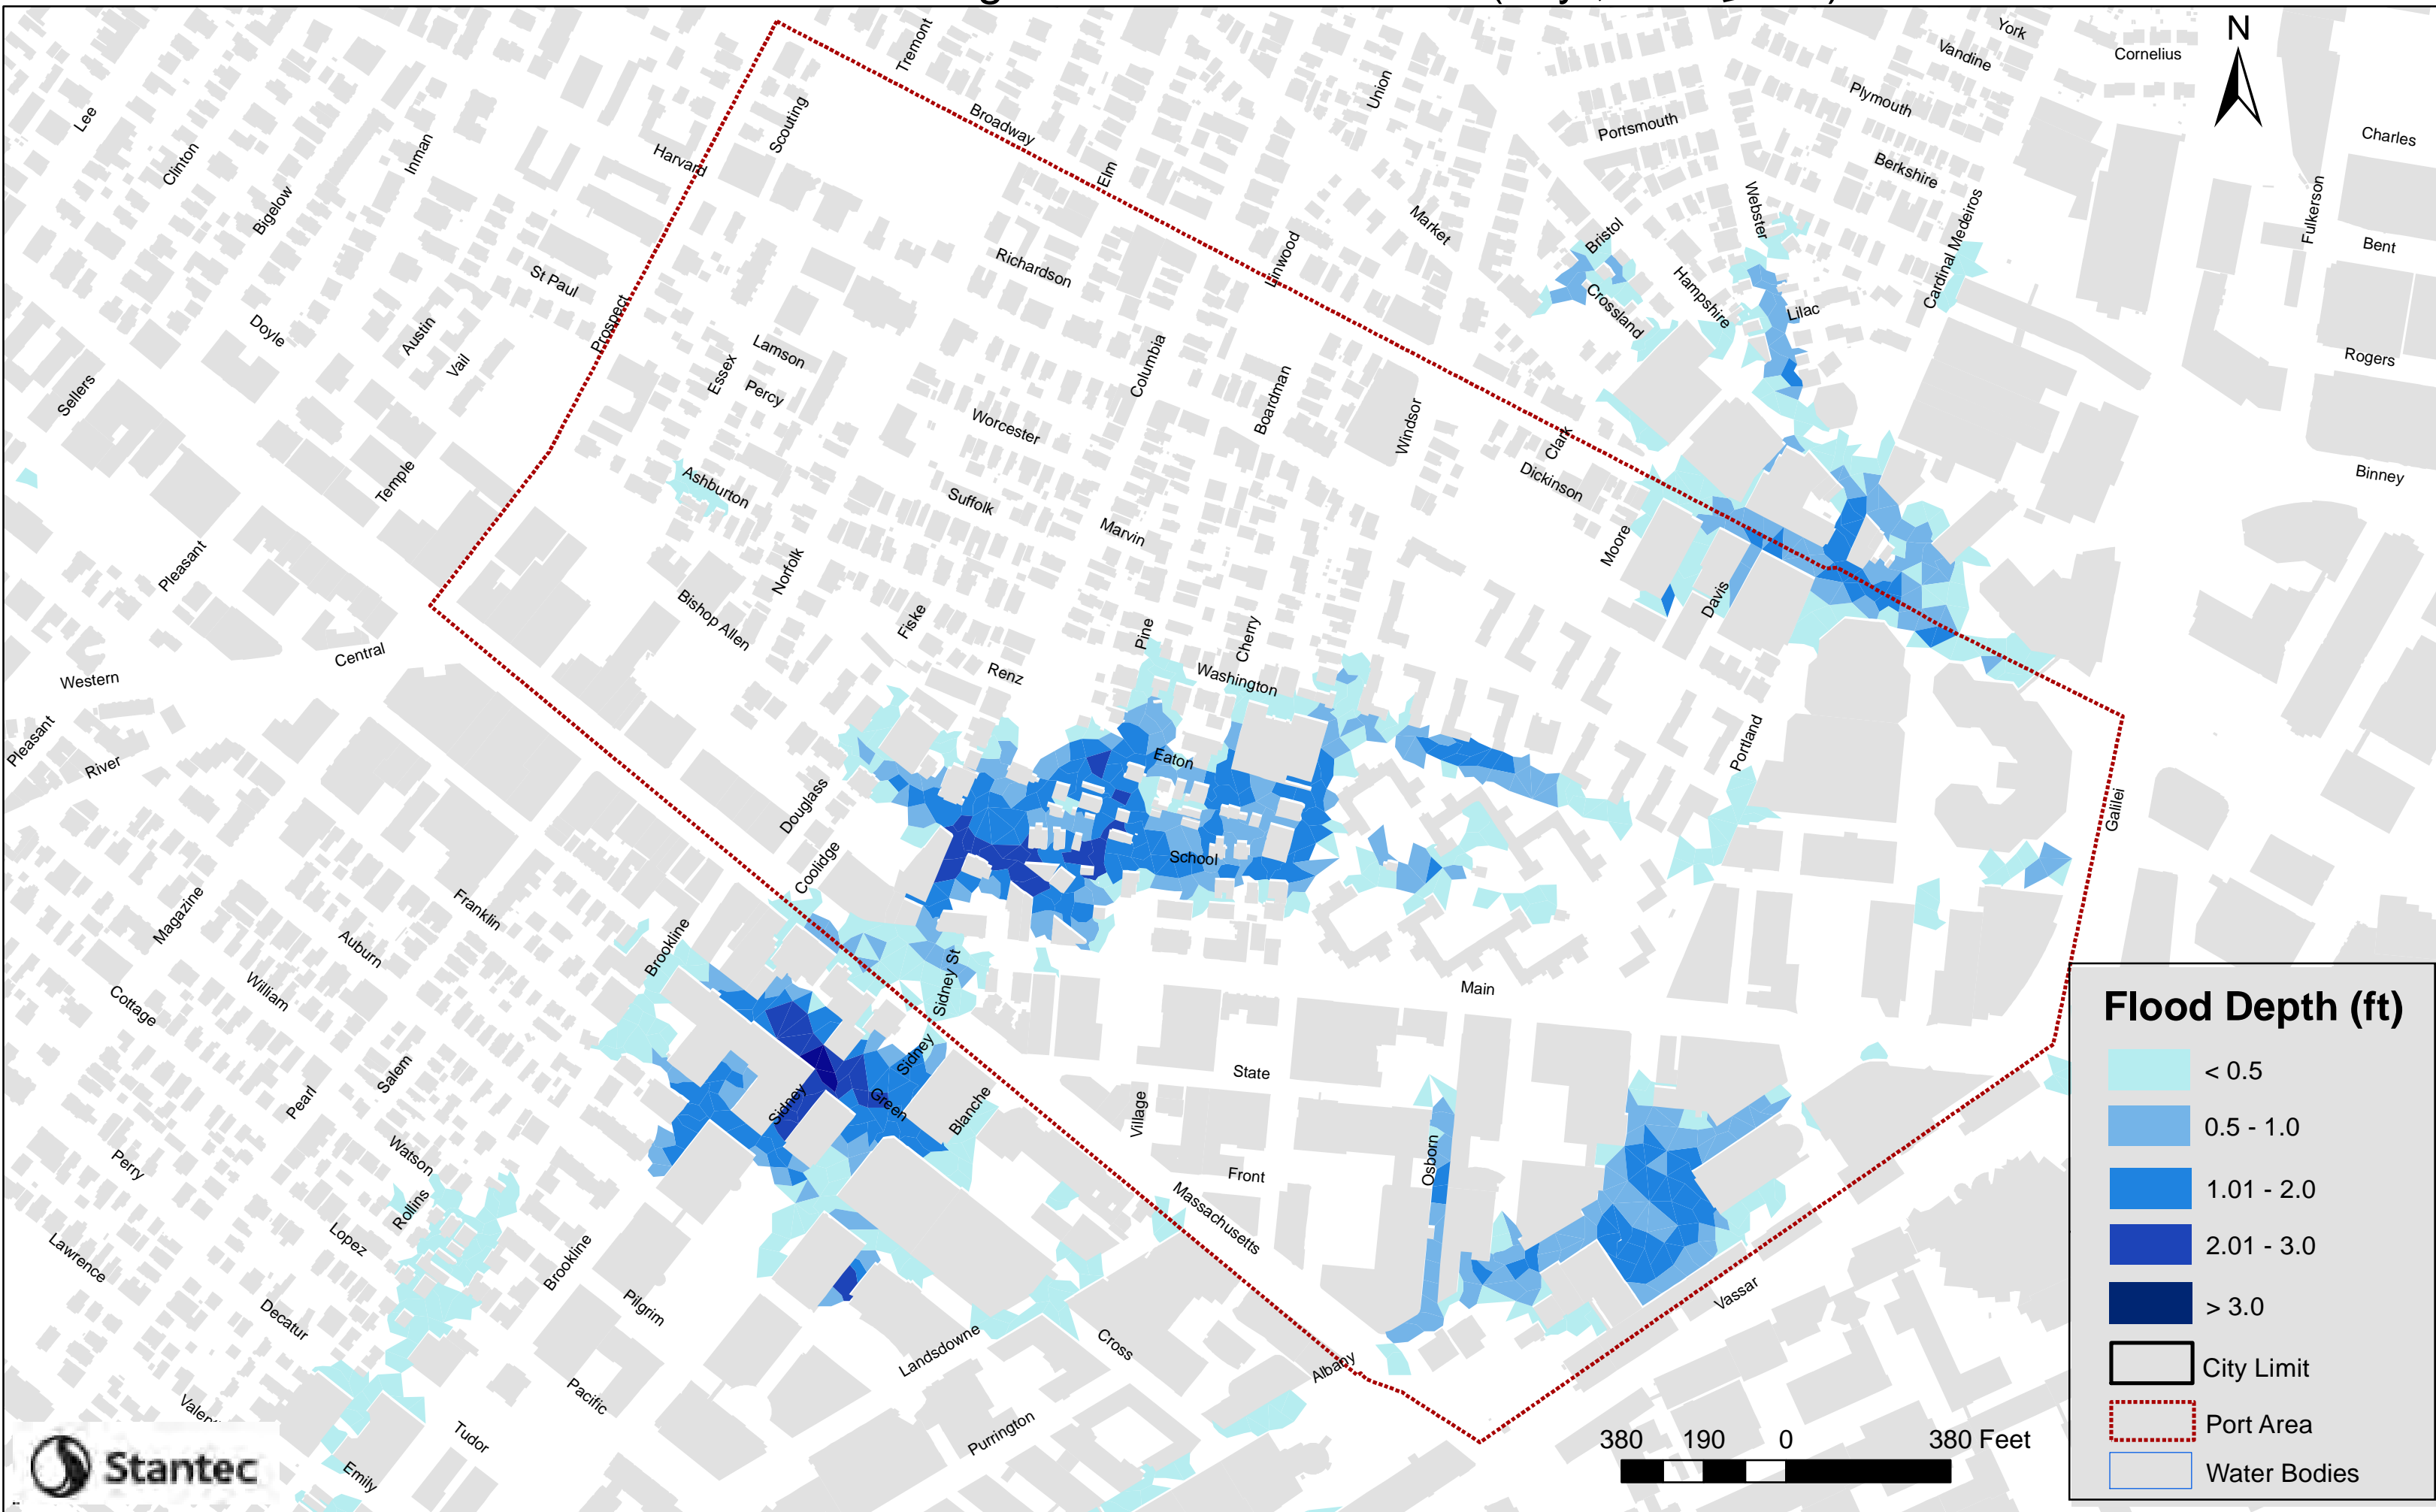 N
York
Vandine
Cornelius
Plymouth
Charles
Portsmouth
Berkshire
Fulkerson
Bent
Cardinal Medeiros
Webster
Bristol
Hampshire
Crossland
Lilac
Rogers
Binney
Tremont
Union
Broadway
Scouting
Elm
Harvard
Lee
Clinton
Inman
Bigelow
Market
Linwood
Richardson
St Paul
Prospect
Doyle
Austin
Vail
Lamson
Essex
Percy
Columbia
Boardman
Windsor
Clark
Dickinson
Sellers
Worcester
Temple
Ashburton
Suffolk
Marvin
Moore
Davis
Pleasant
Norfolk
Bishop Allen
Fiske
Pine
Cherry
Washington
Renz
Central
Western
Pleasant
River
Portland
Galilei
Eaton
Douglass
School
Coolidge
Magazine
Franklin
Auburn
Brookline
William
Cottage
Sidney St
Main
Sidney
Sidney
Green
Blanche
State
Village
Front
Osborn
Massachusetts
Salem
Pearl
Watson
Perry
Rollins
Lopez
Lawrence
Brookline
Decatur
Pilgrim
Landsdowne
Cross
Albany
Vassar
Pacific
Purrington
Tudor
Emily
Stantec
380 190 0 380 Feet
Flood Depth (ft)
< 0.5
0.5 - 1.0
1.01 - 2.0
2.01 - 3.0
> 3.0
City Limit
Port Area
Water Bodies